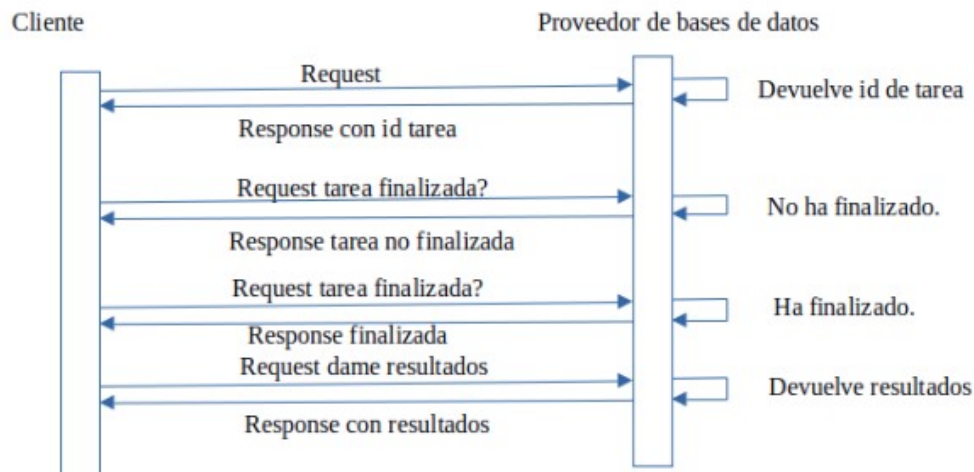 Cliente
Proveedor de bases de datos
Request
Devuelve id de tarea
Response con id tarea
Request tarea finalizada?
No ha finalizado.
Response tarea no finalizada
Request tarea finalizada?
Ha finalizado.
Response finalizada
Request dame resultados
Devuelve resultados
Response con resultados